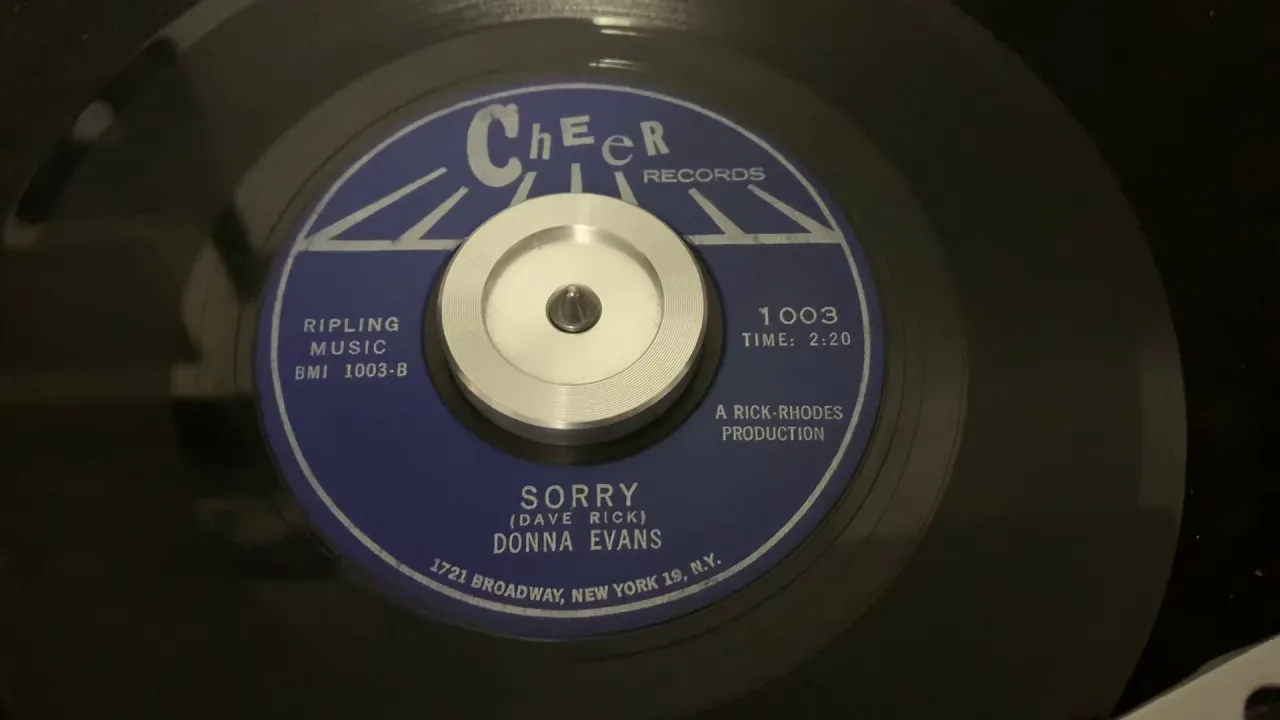 CHEER
RECORDS
RIPLING
MUSIC
BMI 1003-B
1003
TIME: 2:20
A RICK-RHODES
PRODUCTION
SORRY
(DAVE RICK)
DONNA EVANS
1721 BROADWAY, NEW YORK 19, N.Y.